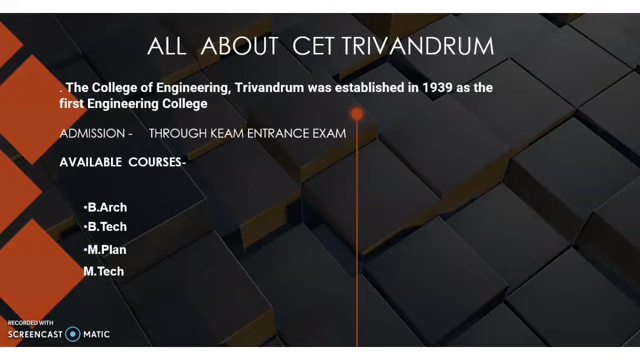 ALL ABOUT CET TRIVANDRUM
. The College of Engineering, Trivandrum was established in 1939 as the
first Engineering College
ADMISSION - THROUGH KEAM ENTRANCE EXAM
AVAILABLE COURSES-
•B.Arch
•B.Tech
•M.Plan
M.Tech
RECORDED WITH
SCREENCAST MATIC